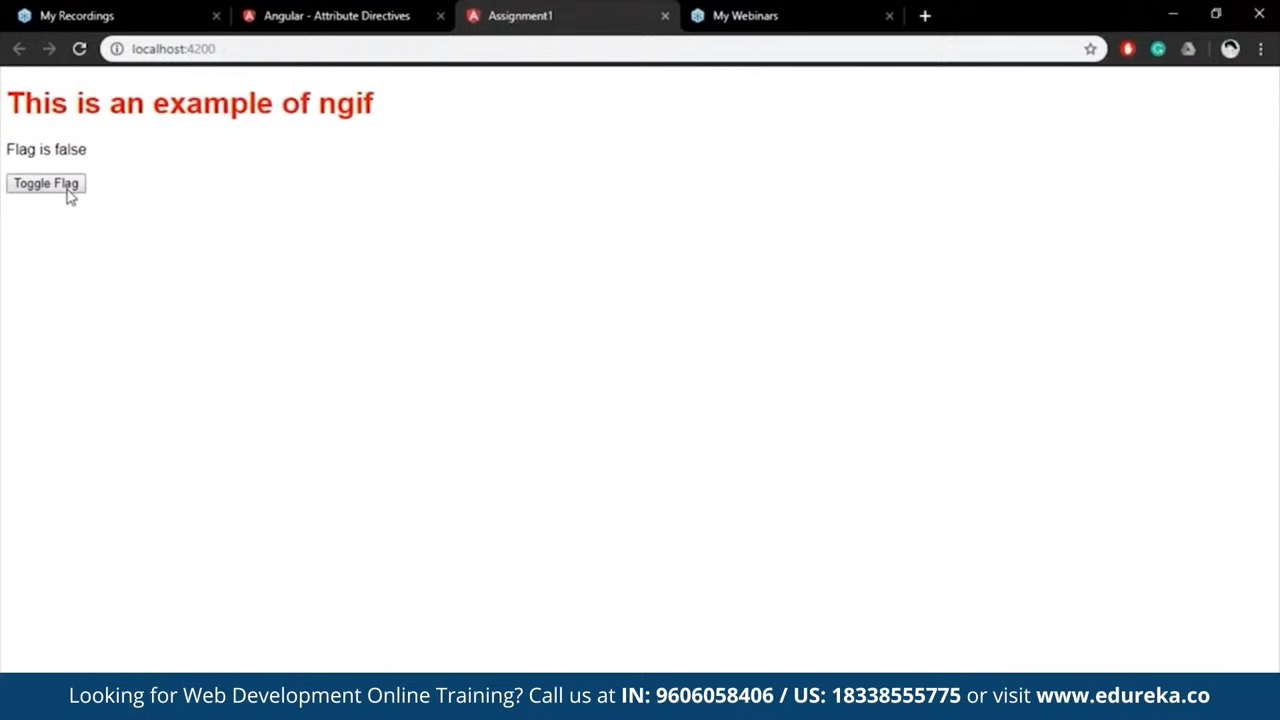 My Recordings
Angular - Attribute Directives
Assignment1
My Webinars
localhost:4200
This is an example of ngif
Flag is false
Toggle Flag
Looking for Web Development Online Training? Call us at IN: 9606058406 / US: 18338555775 or visit www.edureka.co